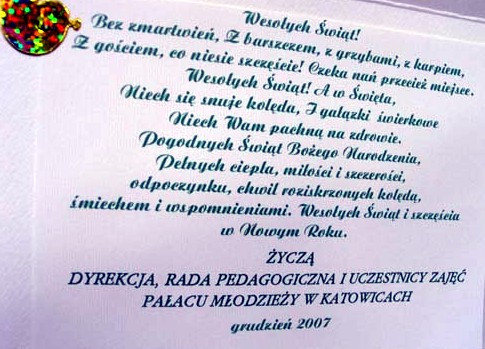 Wesołych Świąt!
Bez zmartwień, Z barszczem, z grzybami, z karpiem,
Z gościem, co niesie szczęście! Czeka nań przecież miejsce.
Wesołych Świąt! A w Święta,
Niech się snuje kolęda, I gałązki świerkowe
Niech Wam pachną na zdrowie.
Pogodnych Świąt Bożego Narodzenia,
Pełnych ciepła, miłości i szczerości,
odpoczynku, chwil roziskrzonych kolędą,
śmiechem i wspomnieniami. Wesołych Świąt i szczęścia
w Nowym Roku.
ŻYCZĄ
DYREKCJA, RADA PEDAGOGICZNA I UCZESTNICY ZAJĘĆ
PAŁACU MŁODZIEŻY W KATOWICACH
grudzień 2007